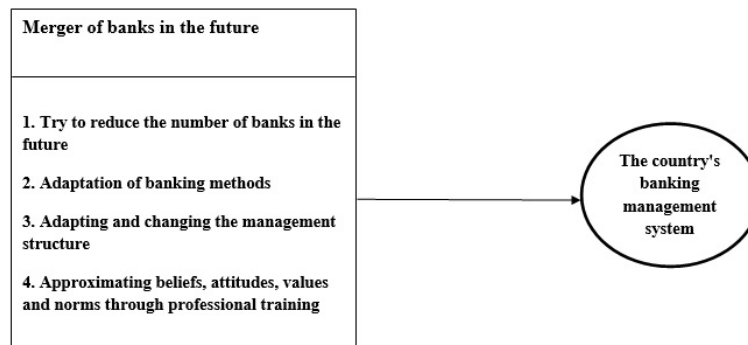 Merger of banks in the future
1. Try to reduce the number of banks in the
future
2. Adaptation of banking methods
3. Adapting and changing the management
structure
4. Approximating beliefs, attitudes, values
and norms through professional training
The country's
banking
management
system